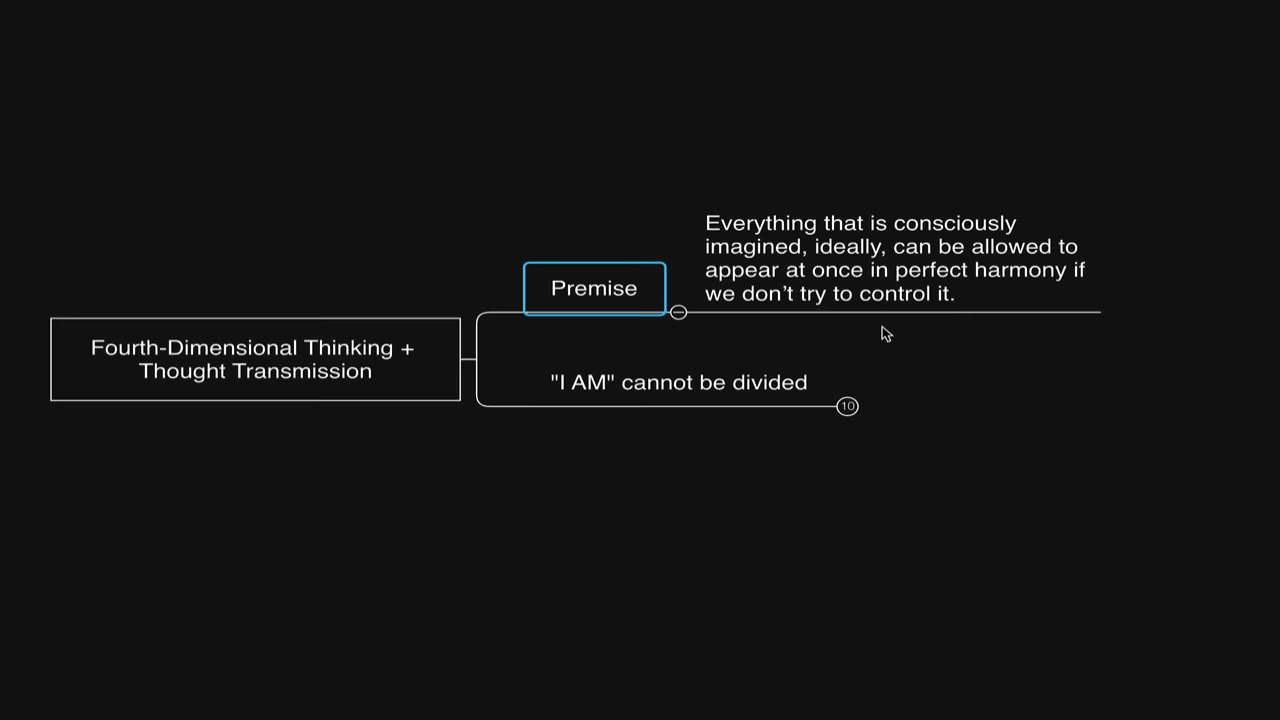 Everything that is consciously
imagined, ideally, can be allowed to
appear at once in perfect harmony if
we don’t try to control it.
Premise
Fourth-Dimensional Thinking +
Thought Transmission
"I AM" cannot be divided
10